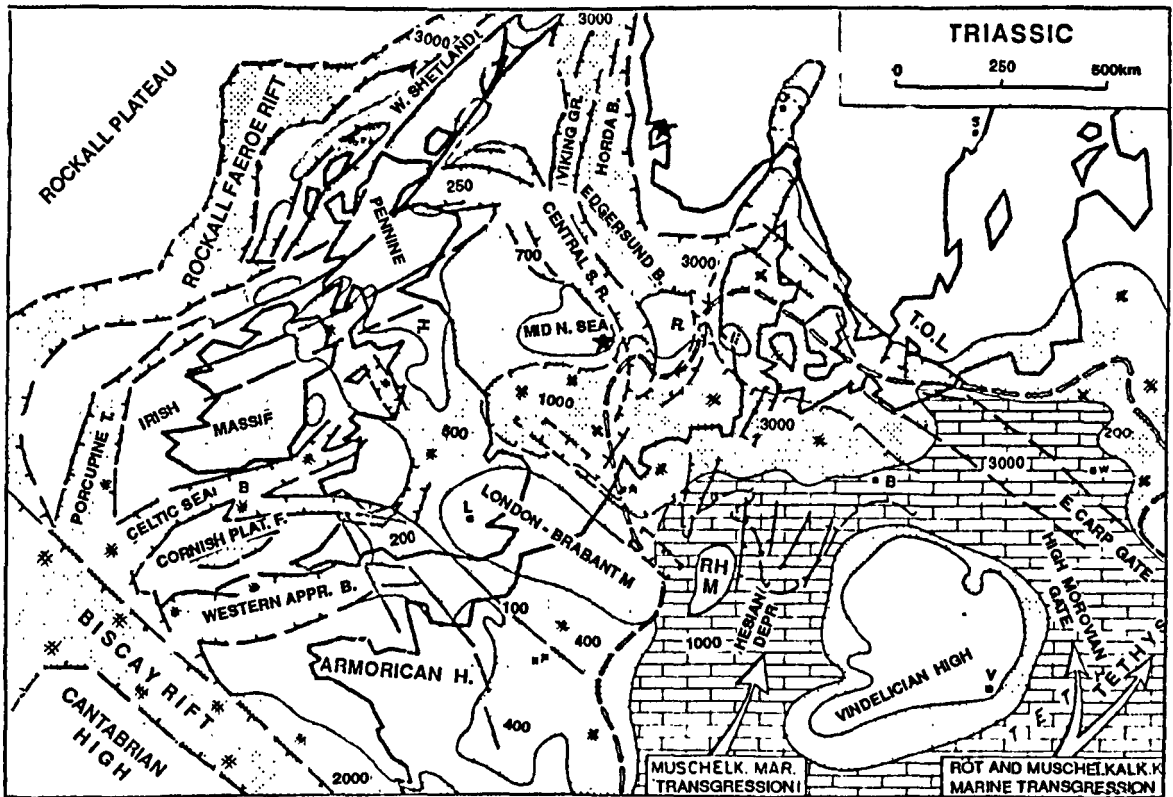 TRIASSIC
0 250 500km
3000
3000
ROCKALL PLATEAU
W. SHETLAND
ROCKALL FAEROE RIFT
VIKING GR.
HORDA B.
O
S
250
PENNINE
CENTRAL S. R.
EDGERSUND B.
700
3000
H
MID N. SEA
R.
T.O.L
IRISH
MASSIF
1000
3000
600
200
PORCUPINE T.
3000
W
CELTIC SEA
B
B
L
LONDON - BRABANT M
E. CARP GATE
CORNISH PLAT. F.
200
RH
M
HIGH MOROVIAN
GATE
WESTERN APPR. B.
100
HESIAN
DEPR.
400
1000
TETHYS
BISCAY RIFT
ARMORICAN H.
V
VINDELICIAN HIGH
CANTABRIAN
HIGH
400
2000
MUSCHELK. MAR.
TRANSGRESSION
RÖT AND MUSCHELKALK.K
MARINE TRANSGRESSION